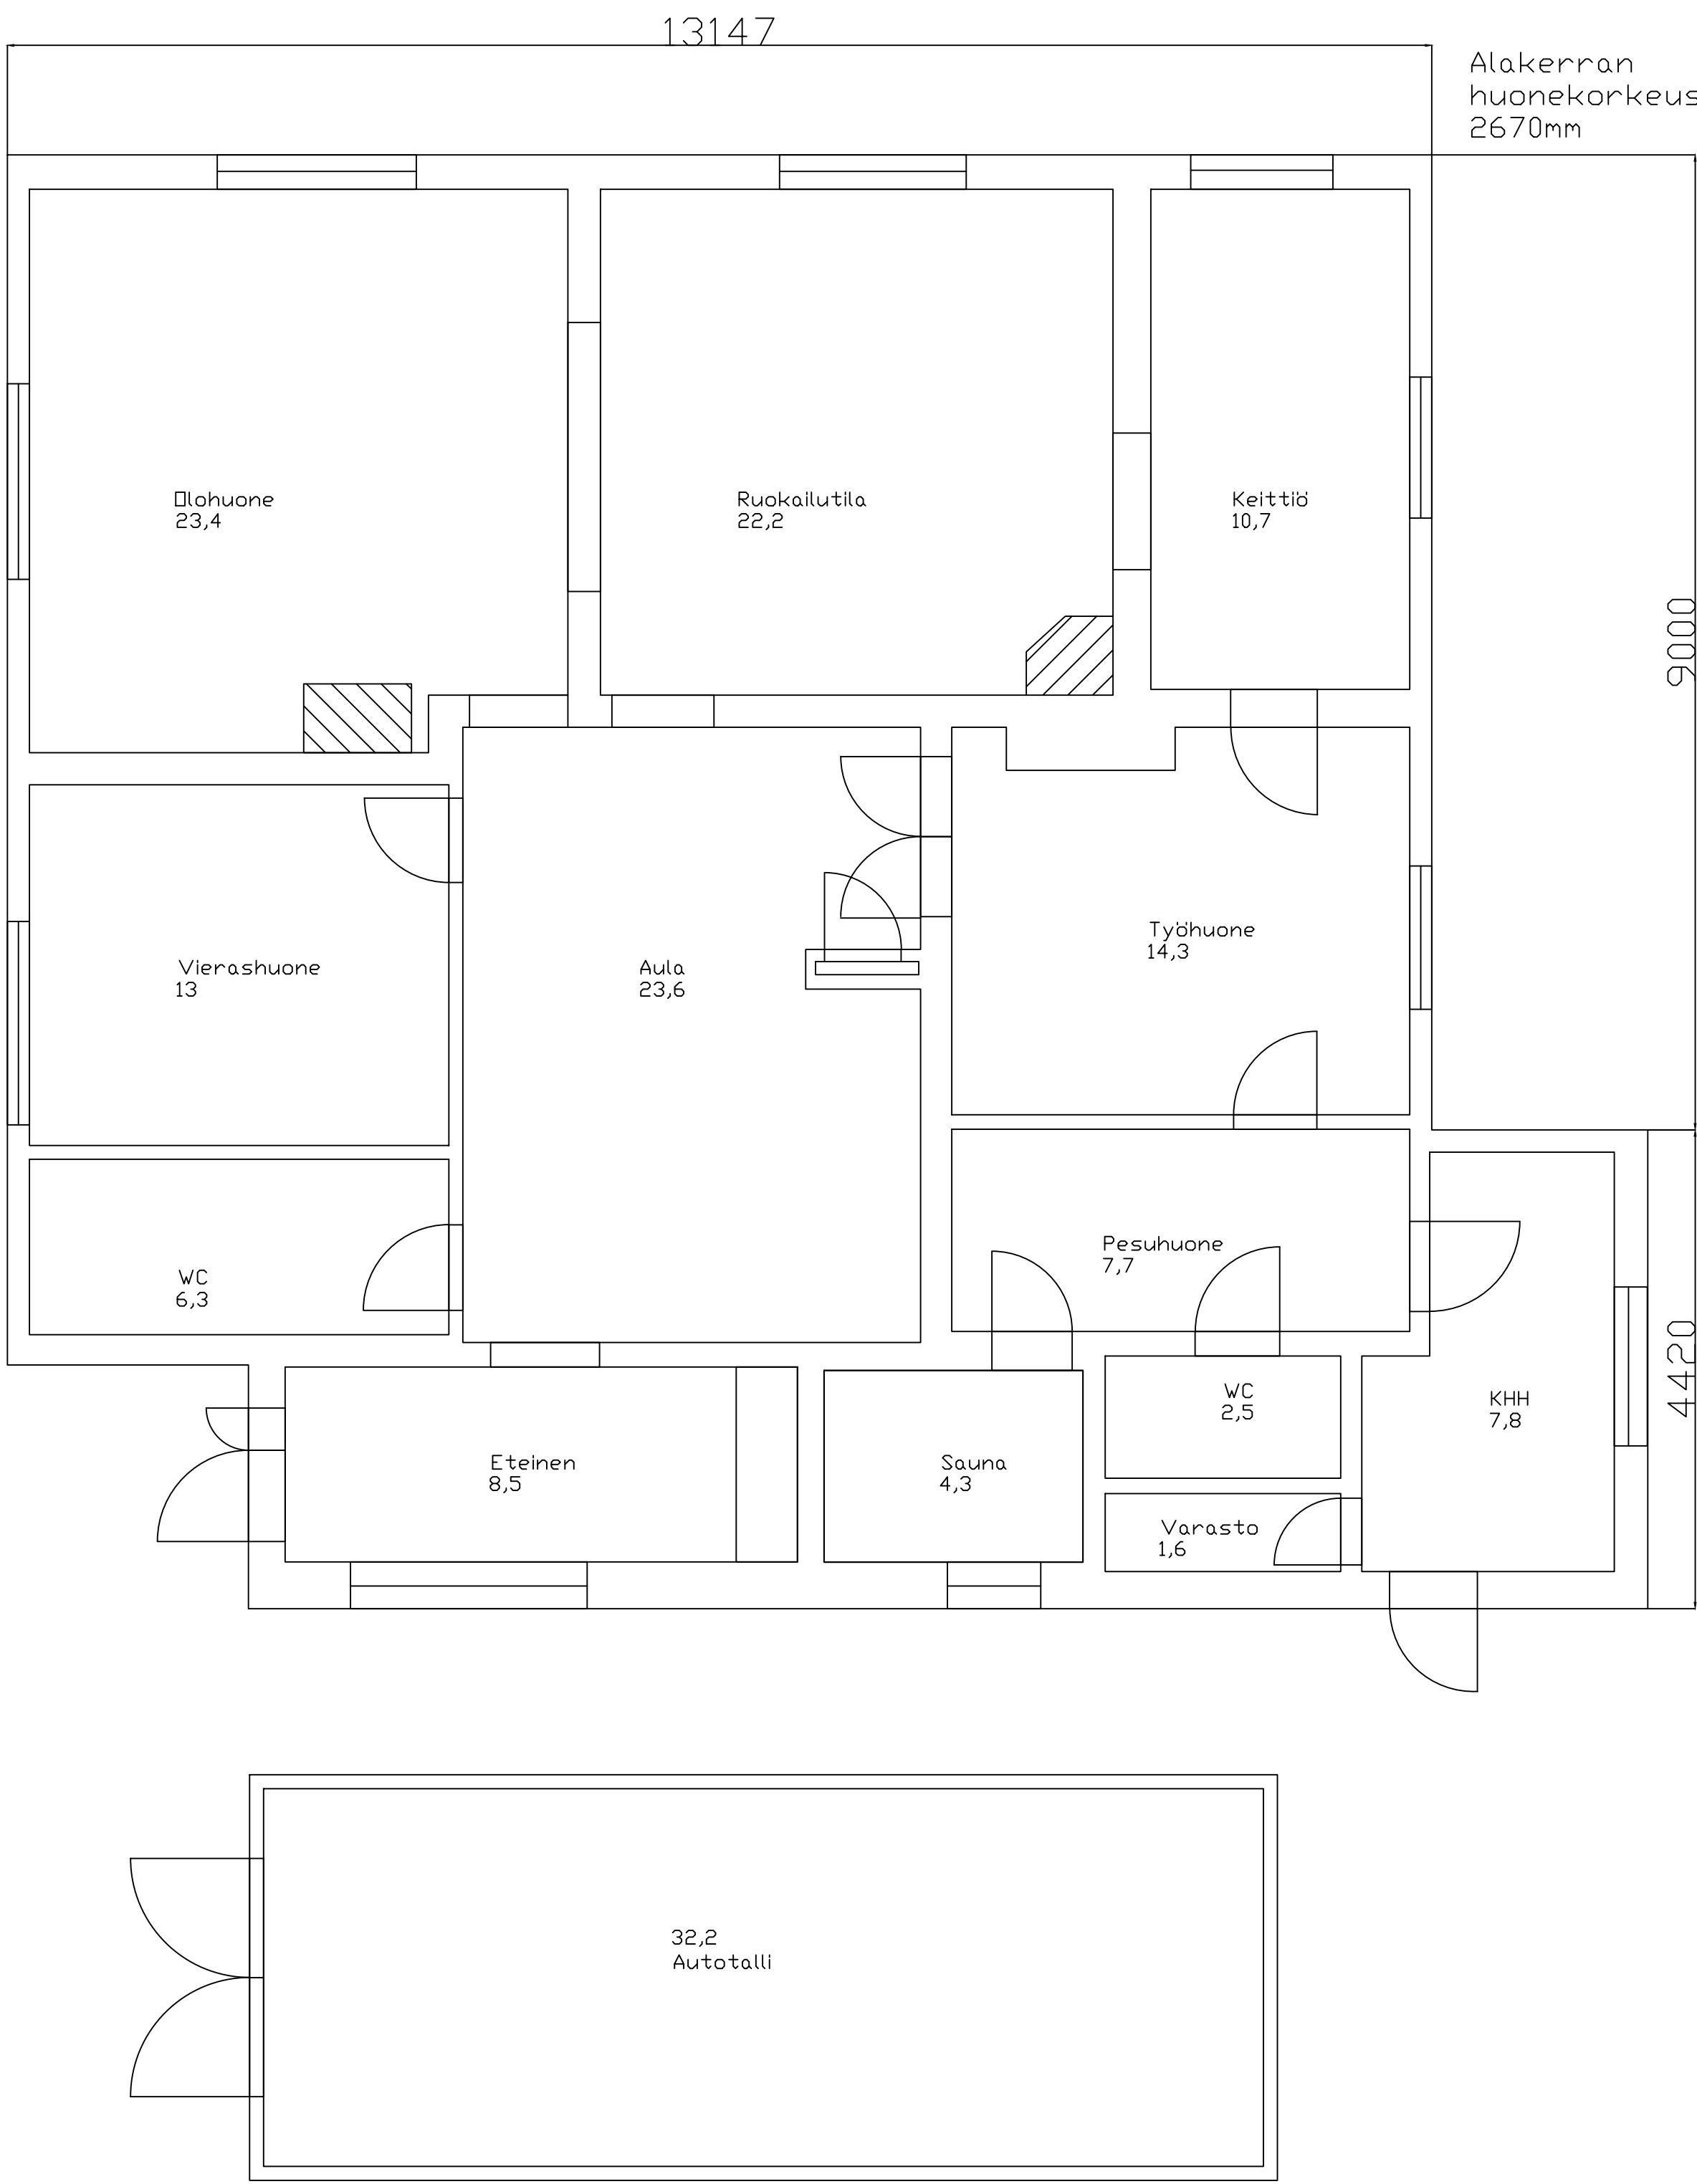 13147
Alakerran
huonekorkeus
2670mm
Olohuone
23,4
Ruokailutila
22,2
Keittiö
10,7
9000
Vierashuone
13
Aula
23,6
Työhuone
14,3
WC
6,3
Pesuhuone
7,7
4420
Eteinen
8,5
Sauna
4,3
WC
2,5
KHH
7,8
Varasto
1,6
32,2
Autotalli